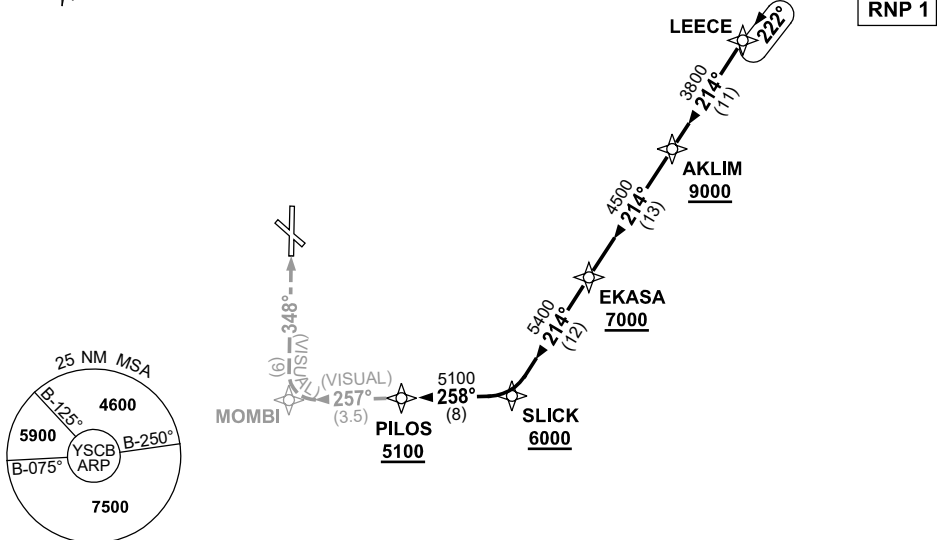 RNP 1
LEECE
222°
3800
214°
(11)
AKLIM
9000
4500
214°
(13)
EKASA
7000
5400
214°
(12)
SLICK
6000
5100
258°
(8)
PILOS
5100
(VISUAL)
257°
(3.5)
MOMBI
(VISUAL)
348°
(9)
25 NM MSA
B-125°
4600
5900
B-250°
YSCB
ARP
B-075°
7500